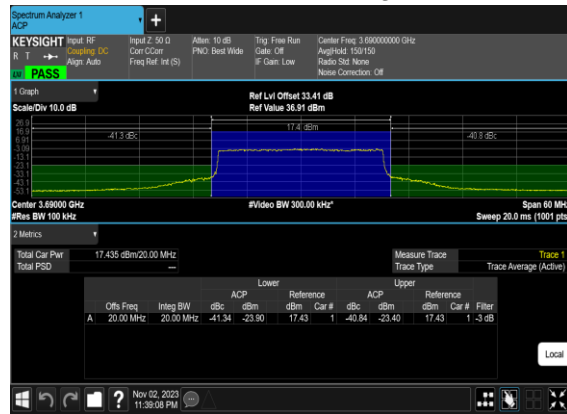 Spectrum Analyzer 1
ACP
KEYSIGHT Input: RF Input Z: 50 Ω Atten: 10 dB Trig: Free Run Center Freq: 3.690000000 GHz
R T Coupling: DC Corr CCorr PNO: Best Wide Gate: Off Avg|Hold: 150/150
Align: Auto Freq Ref: Int (S) IF Gain: Low Radio Std: None
LW PASS Noise Correction: Off
1 Graph
Ref Lvl Offset 33.41 dB
Scale/Div 10.0 dB Ref Value 36.91 dBm
26.9
16.9 17.4 dBm
6.91 -41.3 dBc -40.8 dBc
-3.09
-13.1
-23.1
-33.1
-43.1
-53.1
Center 3.69000 GHz #Video BW 300.00 kHz* Span 60 MHz
#Res BW 100 kHz Sweep 20.0 ms (1001 pts)
2 Metrics
Total Car Pwr 17.435 dBm/20.00 MHz Measure Trace Trace 1
Total PSD --- Trace Type Trace Average (Active)
Lower Upper
ACP Reference ACP Reference
Offs Freq Integ BW dBc dBm dBm Car # dBc dBm dBm Car # Filter
A 20.00 MHz 20.00 MHz -41.34 -23.90 17.43 1 -40.84 -23.40 17.43 1 -3 dB
Local
Nov 02, 2023
11:39:08 PM